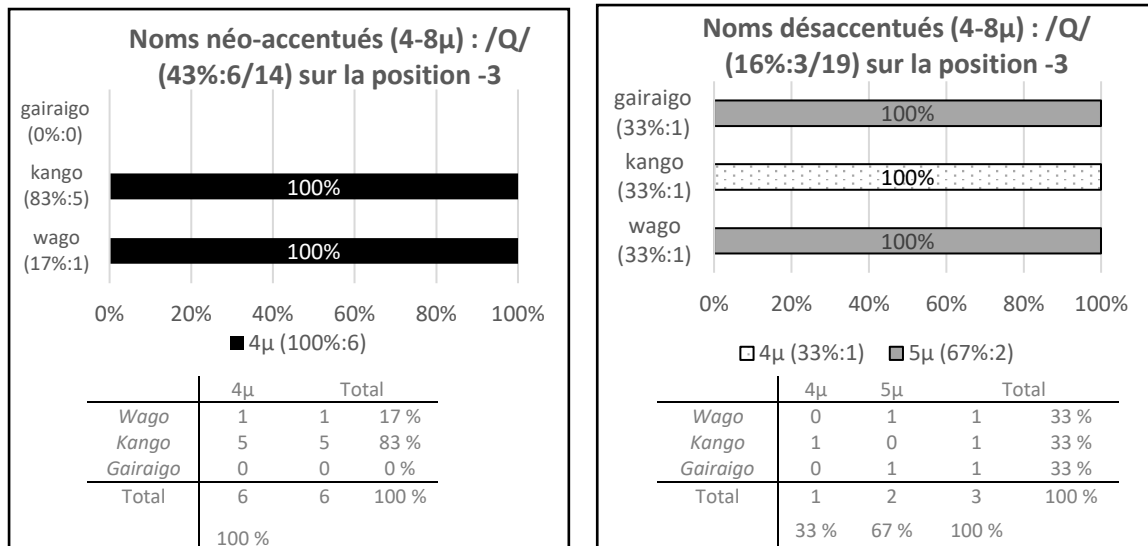 Noms néo-accentués (4-8μ) : /Q/
(43%:6/14) sur la position -3
gairaigo
(0%:0)
kango
(83%:5)
100%
wago
(17%:1)
100%
0% 20% 40% 60% 80% 100%
4μ (100%:6)
4μ Total
Wago 1 1 17 %
Kango 5 5 83 %
Gairaigo 0 0 0 %
Total 6 6 100 %
100 %
Noms désaccentués (4-8μ) : /Q/
(16%:3/19) sur la position -3
gairaigo
(33%:1)
100%
kango
(33%:1)
100%
wago
(33%:1)
100%
0% 20% 40% 60% 80% 100%
4μ (33%:1) 5μ (67%:2)
4μ 5μ Total
Wago 0 1 1 33 %
Kango 1 0 1 33 %
Gairaigo 0 1 1 33 %
Total 1 2 3 100 %
33 % 67 % 100 %